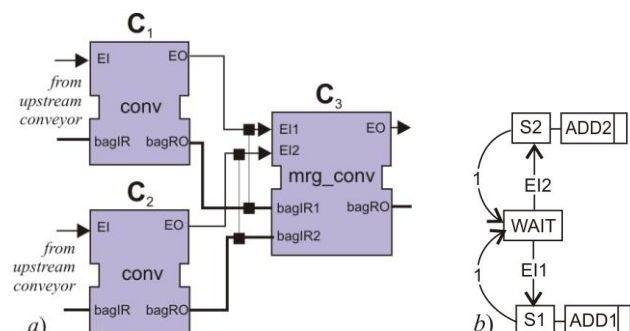 C1
EI EO
from
upstream
conveyor
conv
bagIR bagRO
C2
EI EO
from
upstream
conveyor
conv
bagIR bagRO
a)
C3
EI1 EO
EI2
mrg_conv
bagIR1 bagRO
bagIR2
S2 ADD2
1
EI2
WAIT
1
EI1
S1 ADD1
b)